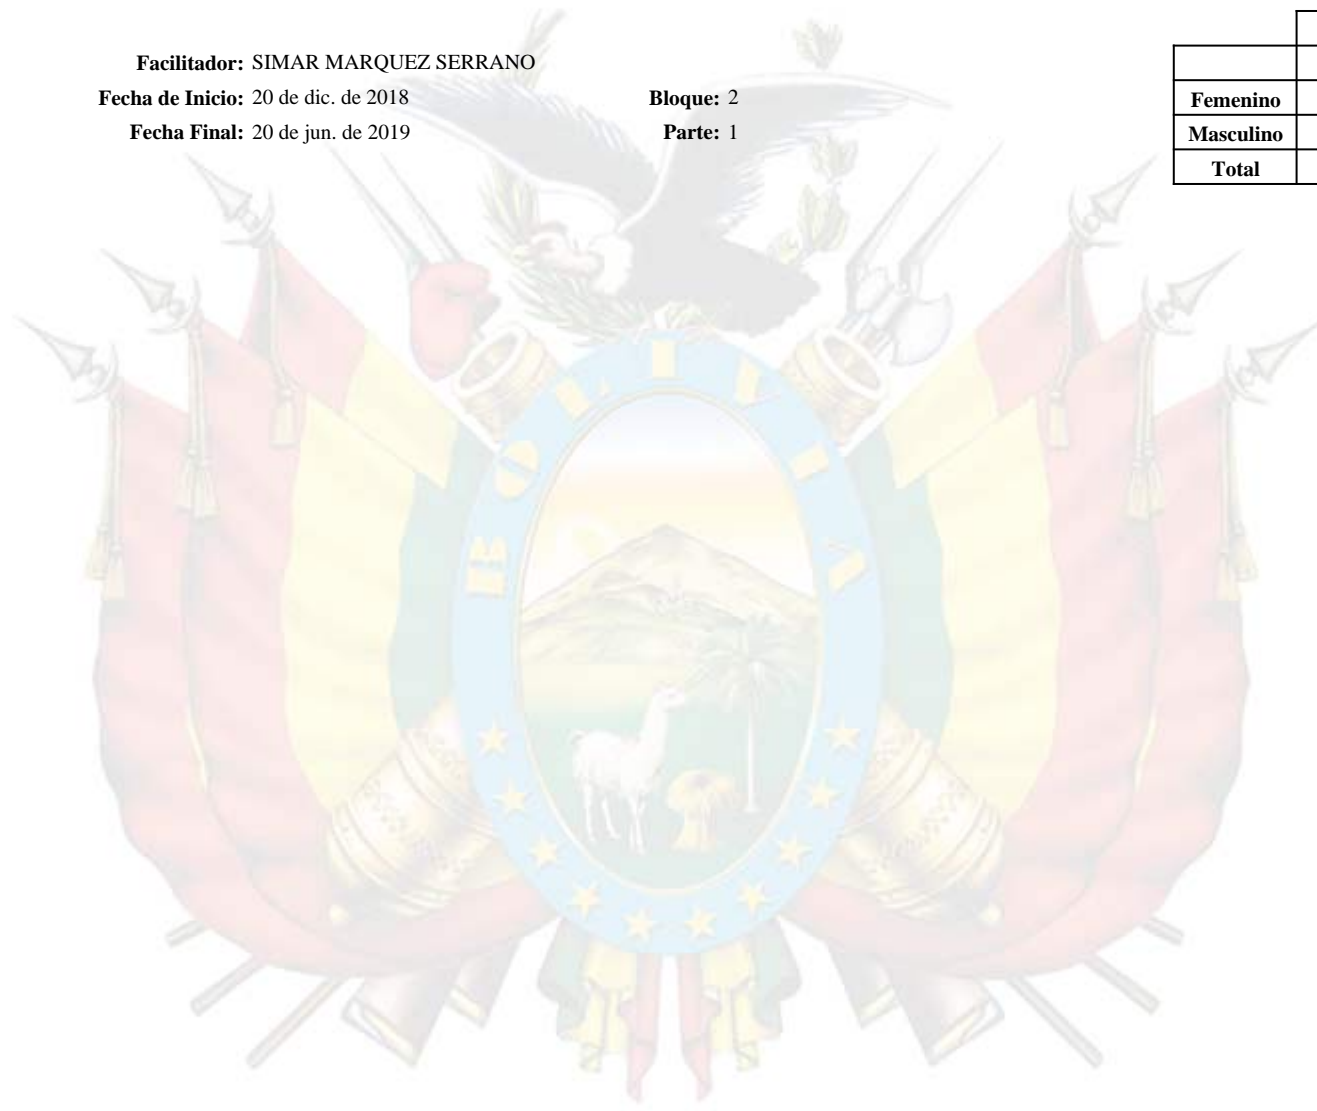 Facilitador: SIMAR MARQUEZ SERRANO
Fecha de Inicio: 20 de dic. de 2018 Bloque: 2
Fecha Final: 20 de jun. de 2019 Parte: 1
Femenino
Masculino
Total
BOLIVIA